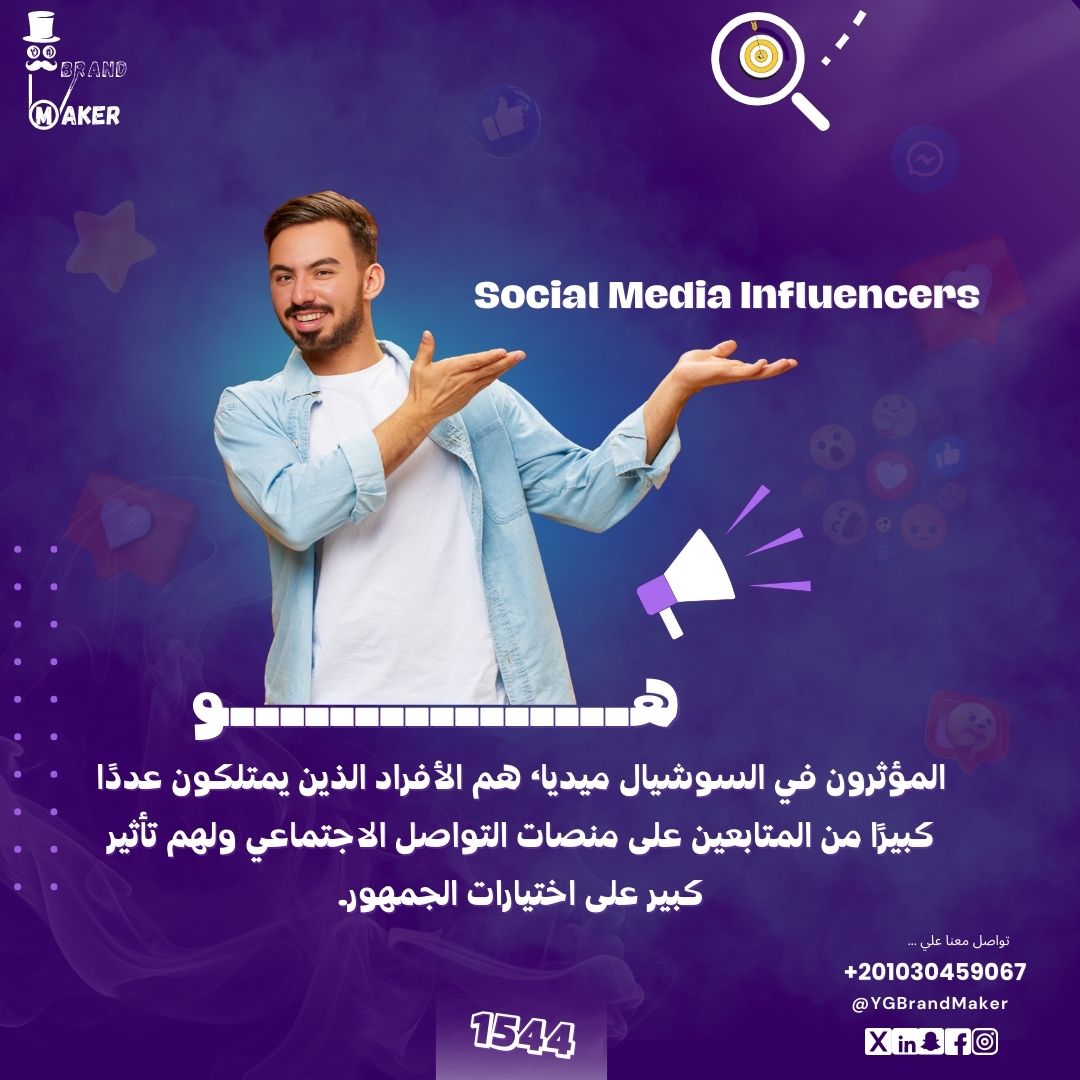 BRAND
MAKER
Social Media Influencers
هـــــــــــــــــو
المؤثرون في السوشيال ميديا، هم الأفراد الذين يمتلكون عددًا
كبيرًا من المتابعين على منصات التواصل الاجتماعي ولهم تأثير
كبير على اختيارات الجمهور.
تواصل معنا علي ...
+201030459067
@YGBrandMaker
1544